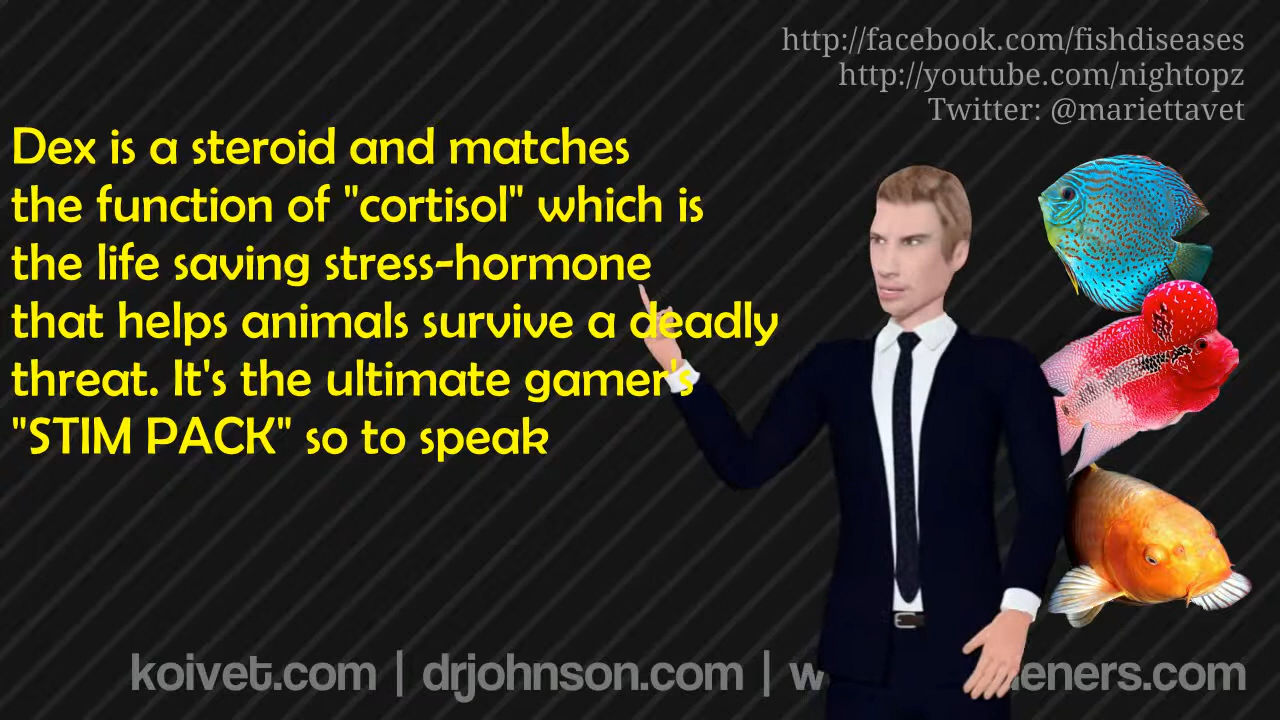 http://facebook.com/fishdiseases
http://youtube.com/nightopz
Twitter: @mariettavet
Dex is a steroid and matches
the function of "cortisol" which is
the life saving stress-hormone
that helps animals survive a deadly
threat. It's the ultimate gamer's
"STIM PACK" so to speak
koivet.com | drjohnson.com |